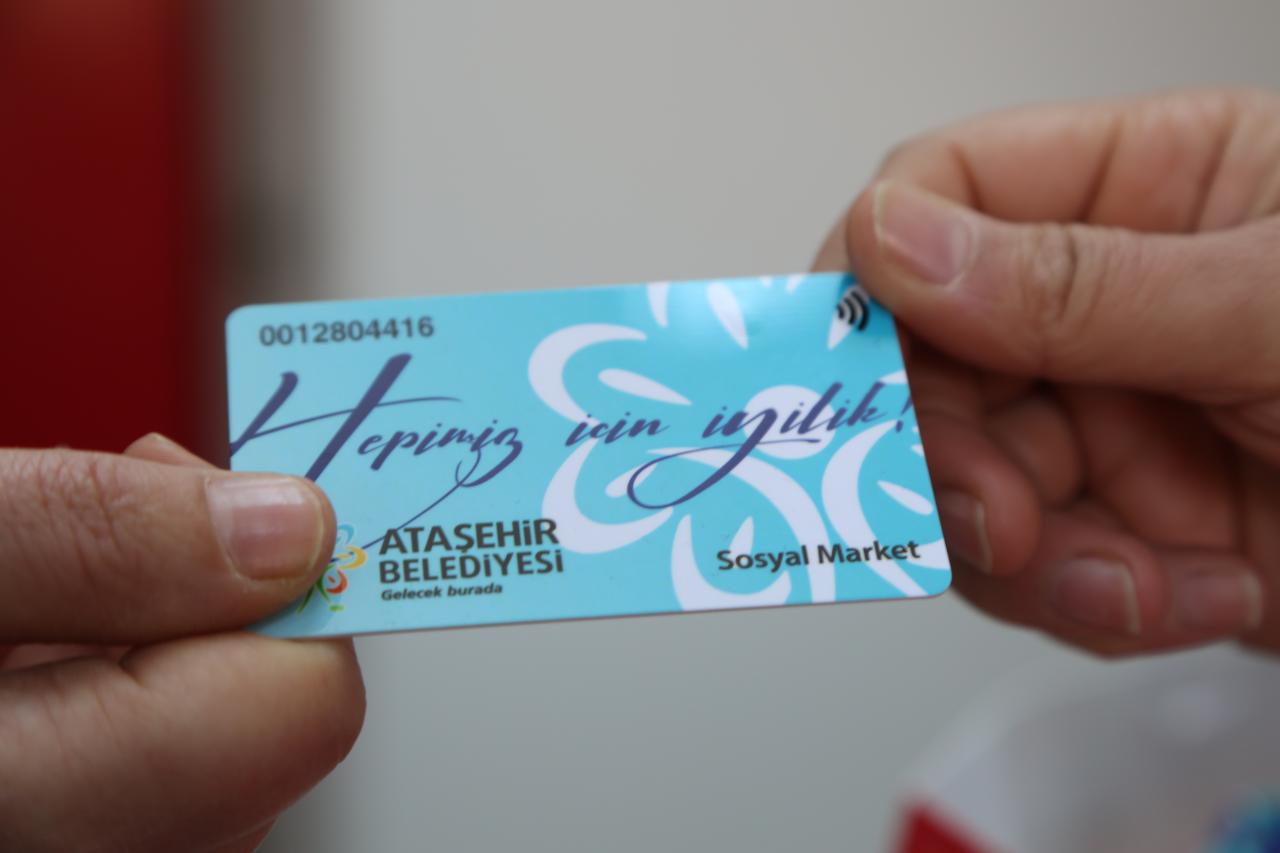 0012804416
Hepimiz için iyilik!
ATAŞEHİR
BELEDİYESİ
Gelecek burada
Sosyal Market